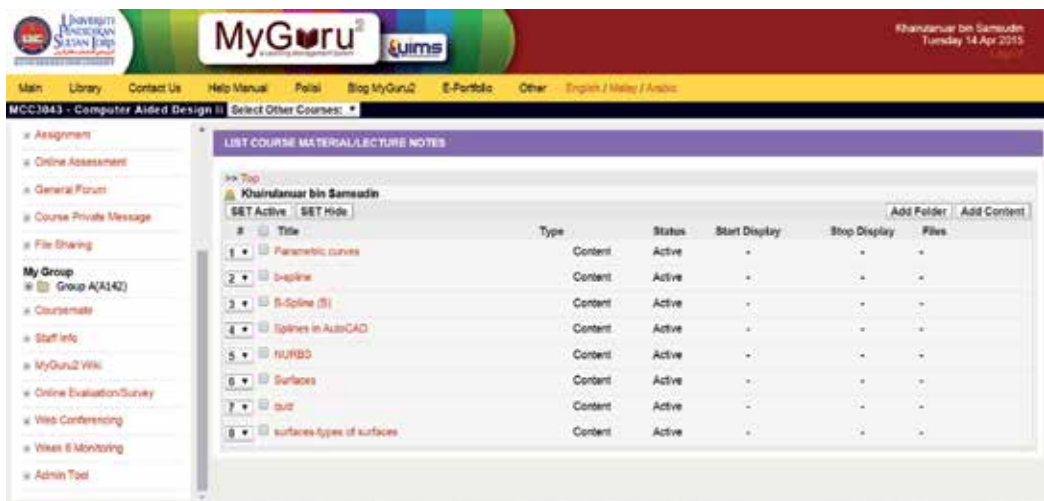 UNIVERSITI
PENDIDIKAN
SULTAN IDRIS
MyGuru
e-Learning Management System
uims
Khairulanuar bin Samsudin
Tuesday 14 Apr 2015
Main Library Contact Us Help Manual Polisi Blog MyGuru2 E-Portfolio Other English / Malay / Arabic
MCC3043 - Computer Aided Design II Select Other Courses:
Assignment
Online Assessment
General Forum
Course Private Message
File Sharing
My Group
Group A(A142)
Coursemate
Staff Info
MyGuru2 Wiki
Online Evaluation/Survey
Web Conferencing
Week 8 Monitoring
Admin Tool
LIST COURSE MATERIAL/LECTURE NOTES
>> Top
Khairulanuar bin Samsudin
SET Active SET Hide Add Folder Add Content
# Title Type Status Start Display Stop Display Files
1 Parametric curves Content Active - - -
2 b-spline Content Active - - -
3 B-Spline (B) Content Active - - -
4 Splines in AutoCAD Content Active - - -
5 NURBS Content Active - - -
6 Surfaces Content Active - - -
7 quiz Content Active - - -
8 surfaces-types of surfaces Content Active - - -